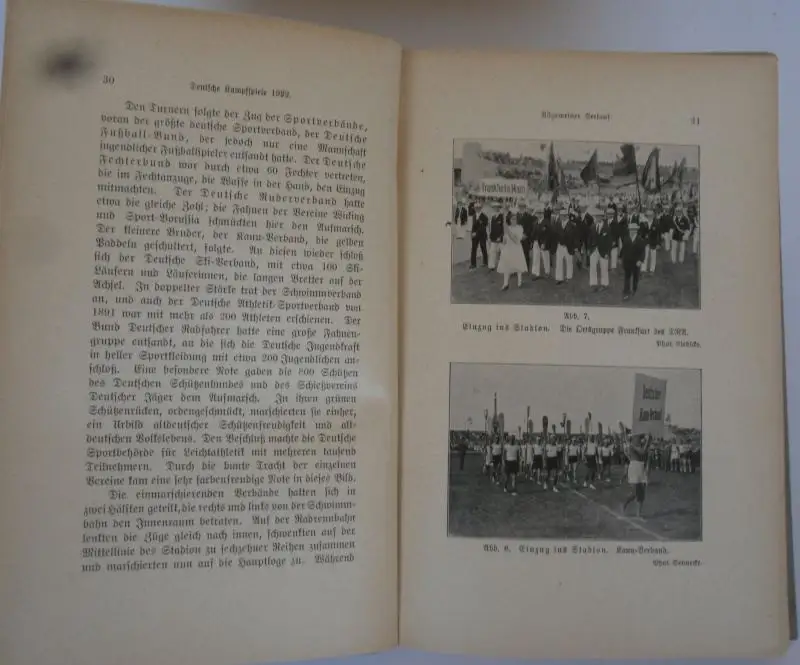 30
Deutsche Kampfspiele 1922.
Den Turnern folgte der Zug der Sportverbände,
voran der größte deutsche Sportverband, der Deutsche
Fußball-Bund, der jedoch nur eine Mannschaft
jugendlicher Fußballspieler entsandt hatte. Der Deutsche
Fechterbund war durch etwa 60 Fechter vertreten,
die im Fechtanzuge, die Waffe in der Hand, den Einzug
mitmachten. Der Deutsche Ruderverband hatte
etwa die gleiche Zahl; die Fahnen der Vereine Wiking
und Sport-Borussia schmückten hier den Aufmarsch.
Der kleinere Bruder, der Kanu-Verband, die gelben
Paddeln geschultert, folgte. An diesen wieder schloß
sich der Deutsche Ski-Verband, mit etwa 100 Ski-
Läufern und Läuferinnen, die langen Bretter auf der
Achsel. In doppelter Stärke trat der Schwimmverband
an, und auch der Deutsche Athletik-Sportverband von
1891 war mit mehr als 200 Athleten erschienen. Der
Bund Deutscher Radfahrer hatte eine große Fahnen-
gruppe entsandt, an die sich die Deutsche Jugendkraft
in heller Sportkleidung mit etwa 200 Jugendlichen an-
schloß. Eine besondere Note gaben die 800 Schützen
des Deutschen Schützenbundes und des Schießvereins
Deutscher Jäger dem Aufmarsch. In ihren grünen
Schützenröcken, ordengeschmückt, marschierten sie einher,
ein Urbild altdeutscher Schützenfreudigkeit und alt-
deutschen Volkslebens. Den Beschluß machte die Deutsche
Sportbehörde für Leichtathletik mit mehreren tausend
Teilnehmern. Durch die bunte Tracht der einzelnen
Vereine kam eine sehr farbenfreudige Note in dieses Bild.
Die einmarschierenden Verbände hatten sich in
zwei Hälften geteilt, die rechts und links von der Schwimm-
bahn den Innenraum betraten. Auf der Radrennbahn
lenkten die Züge gleich nach innen, schwenkten auf der
Mittellinie des Stadion zu sechzehner Reihen zusammen
und marschierten nun auf die Hauptloge zu. Während
Allgemeiner Verlauf
31
Frankfurt a/Main
Abb. 7.
Einzug ins Stadion. Die Ortsgruppe Frankfurt des DRA.
Phot.
Deutscher
Kanu-Verband
Abb. 8. Einzug ins Stadion. Kanu-Verband.
Phot. Sennecke.